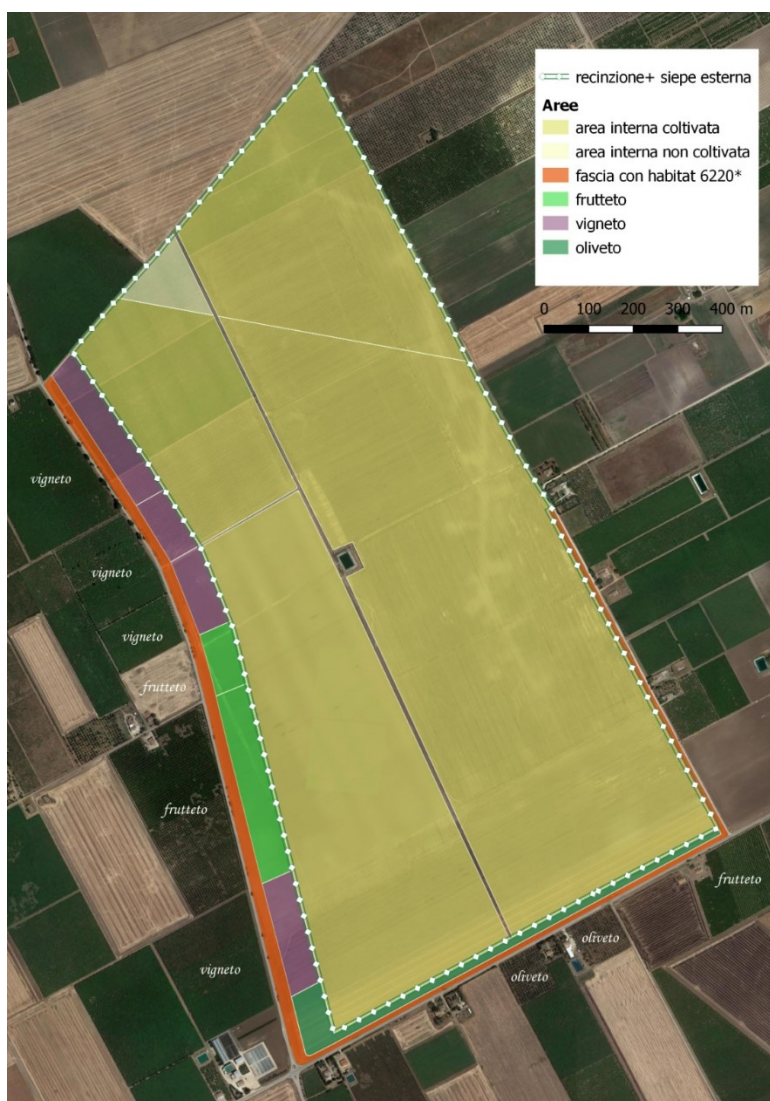 recinzione+ siepe esterna
Aree
area interna coltivata
area interna non coltivata
fascia con habitat 6220*
frutteto
vigneto
oliveto
0 100 200 300 400 m
vigneto
vigneto
vigneto
frutteto
frutteto
frutteto
vigneto
oliveto
oliveto